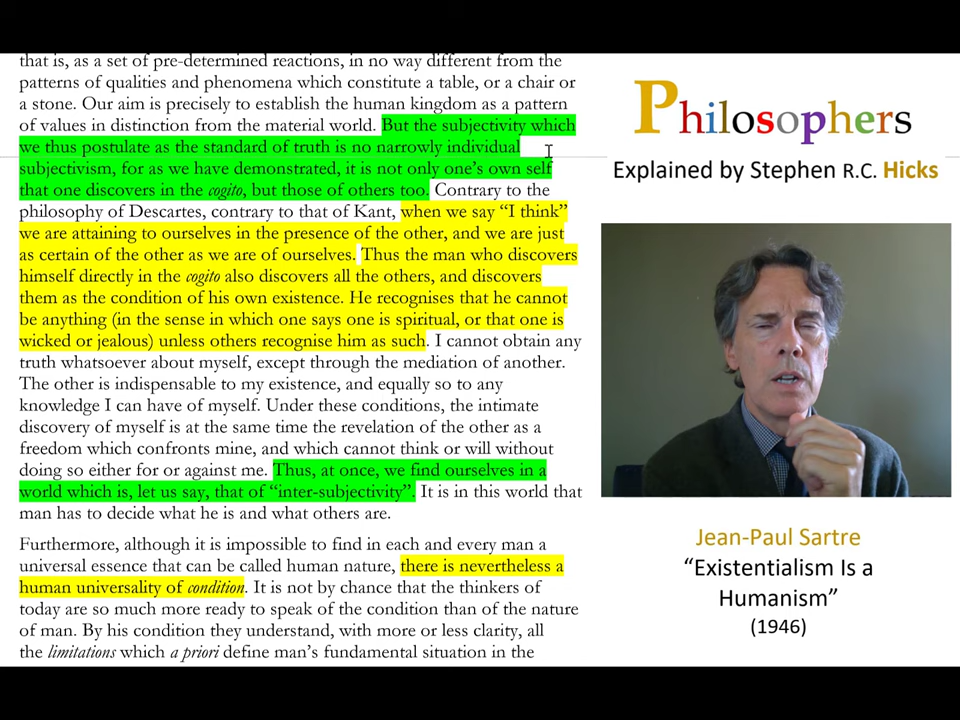 that is, as a set of pre-determined reactions, in no way different from the
patterns of qualities and phenomena which constitute a table, or a chair or
a stone. Our aim is precisely to establish the human kingdom as a pattern
of values in distinction from the material world. But the subjectivity which
we thus postulate as the standard of truth is no narrowly individual
subjectivism, for as we have demonstrated, it is not only one’s own self
that one discovers in the cogito, but those of others too. Contrary to the
philosophy of Descartes, contrary to that of Kant, when we say “I think”
we are attaining to ourselves in the presence of the other, and we are just
as certain of the other as we are of ourselves. Thus the man who discovers
himself directly in the cogito also discovers all the others, and discovers
them as the condition of his own existence. He recognises that he cannot
be anything (in the sense in which one says one is spiritual, or that one is
wicked or jealous) unless others recognise him as such. I cannot obtain any
truth whatsoever about myself, except through the mediation of another.
The other is indispensable to my existence, and equally so to any
knowledge I can have of myself. Under these conditions, the intimate
discovery of myself is at the same time the revelation of the other as a
freedom which confronts mine, and which cannot think or will without
doing so either for or against me. Thus, at once, we find ourselves in a
world which is, let us say, that of “inter-subjectivity”. It is in this world that
man has to decide what he is and what others are.
Furthermore, although it is impossible to find in each and every man a
universal essence that can be called human nature, there is nevertheless a
human universality of condition. It is not by chance that the thinkers of
today are so much more ready to speak of the condition than of the nature
of man. By his condition they understand, with more or less clarity, all
the limitations which a priori define man’s fundamental situation in the
Philosophers
Explained by Stephen R.C. Hicks
Jean-Paul Sartre
“Existentialism Is a
Humanism”
(1946)